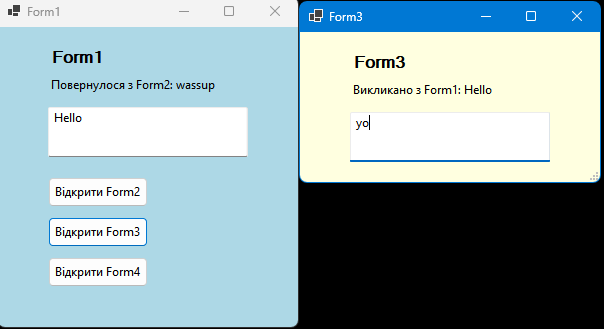 Form1
Form1
Повернулося з Form2: wassup
Hello
Відкрити Form2
Відкрити Form3
Відкрити Form4
Form3
Form3
Викликано з Form1: Hello
yo